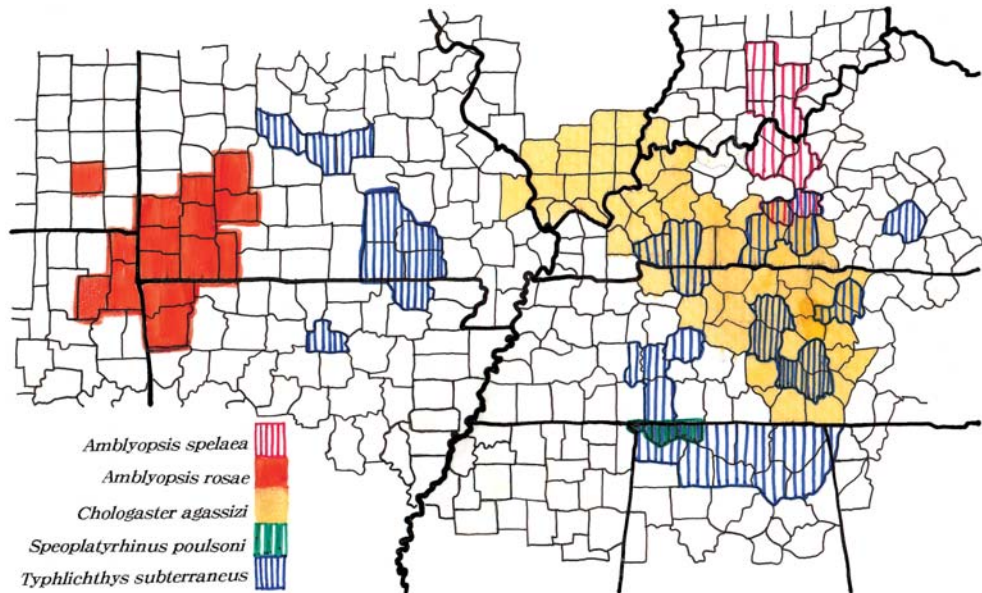 Amblyopsis spelaea
Amblyopsis rosae
Chologaster agassizi
Speoplatyrhinus poulsoni
Typhlichthys subterraneus